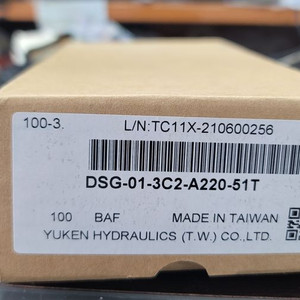 100-3. L/N:TC11X-210600256
DSG-01-3C2-A220-51T
100 BAF MADE IN TAIWAN
YUKEN HYDRAULICS (T.W.) CO.,LTD.